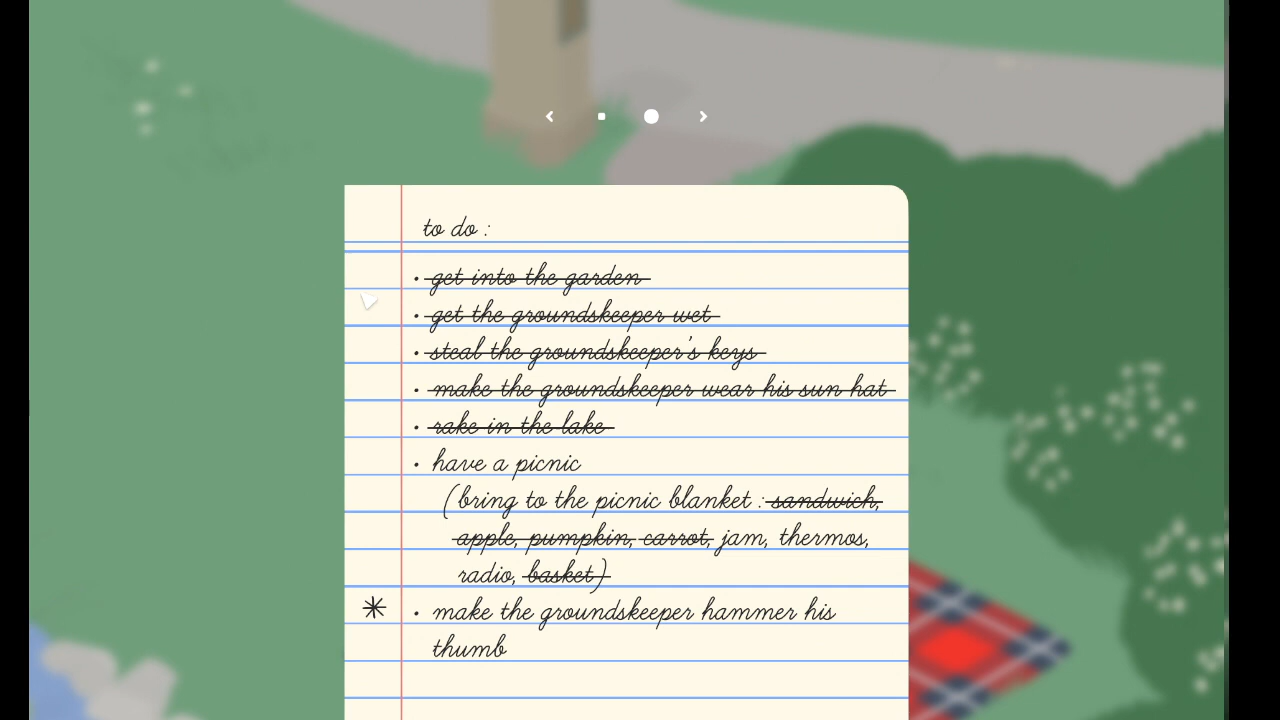 to do :
• get into the garden
• get the groundskeeper wet
• steal the groundskeeper's keys
• make the groundskeeper wear his sun hat
• rake in the lake
• have a picnic
(bring to the picnic blanket : sandwich,
apple, pumpkin, carrot, jam, thermos,
radio, basket)
• make the groundskeeper hammer his
thumb